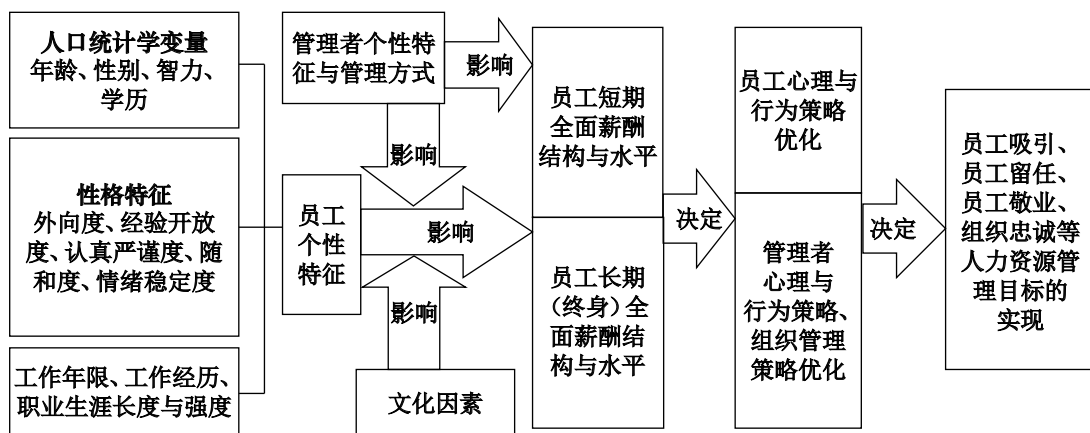 人口统计学变量
年龄、性别、智力、
学历
性格特征
外向度、经验开放
度、认真严谨度、随
和度、情绪稳定度
工作年限、工作经历、
职业生涯长度与强度
管理者个性特
征与管理方式
影响
影响
员工
个性
特征
影响
影响
文化因素
员工短期
全面薪酬
结构与水平
员工长期
（终身）全
面薪酬结
构与水平
决定
员工心理与
行为策略
优化
管理者
心理与
行为策略、
组织管理
策略优化
决定
员工吸引、
员工留任、
员工敬业、
组织忠诚等
人力资源管
理目标的
实现